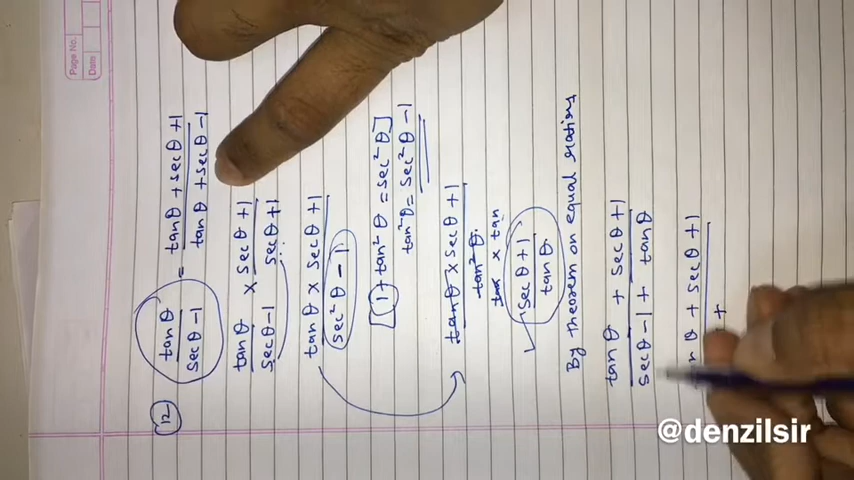 Page No.
Date
(12) tanθ / secθ - 1 = tanθ + secθ + 1 / tanθ + secθ - 1
tanθ / secθ - 1 × secθ + 1 / secθ + 1
tanθ × secθ + 1 / sec²θ - 1
[1 + tan²θ = sec²θ]
tan²θ = sec²θ - 1
tanθ × secθ + 1 / tan²θ
tan × tan
secθ + 1 / tanθ
By theorem on equal ratios
tanθ + secθ + 1 / secθ - 1 + tanθ
nθ + secθ + 1
+
@denzilsir